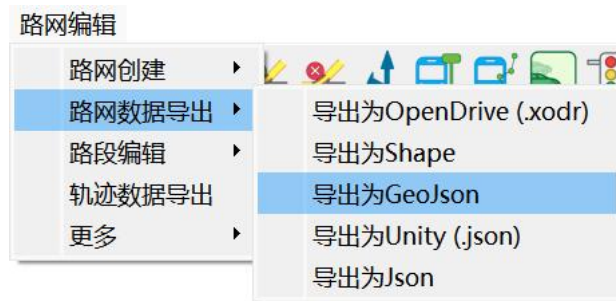 路网编辑
路网创建
路网数据导出
路段编辑
轨迹数据导出
更多
导出为OpenDrive (.xodr)
导出为Shape
导出为GeoJson
导出为Unity (.json)
导出为Json